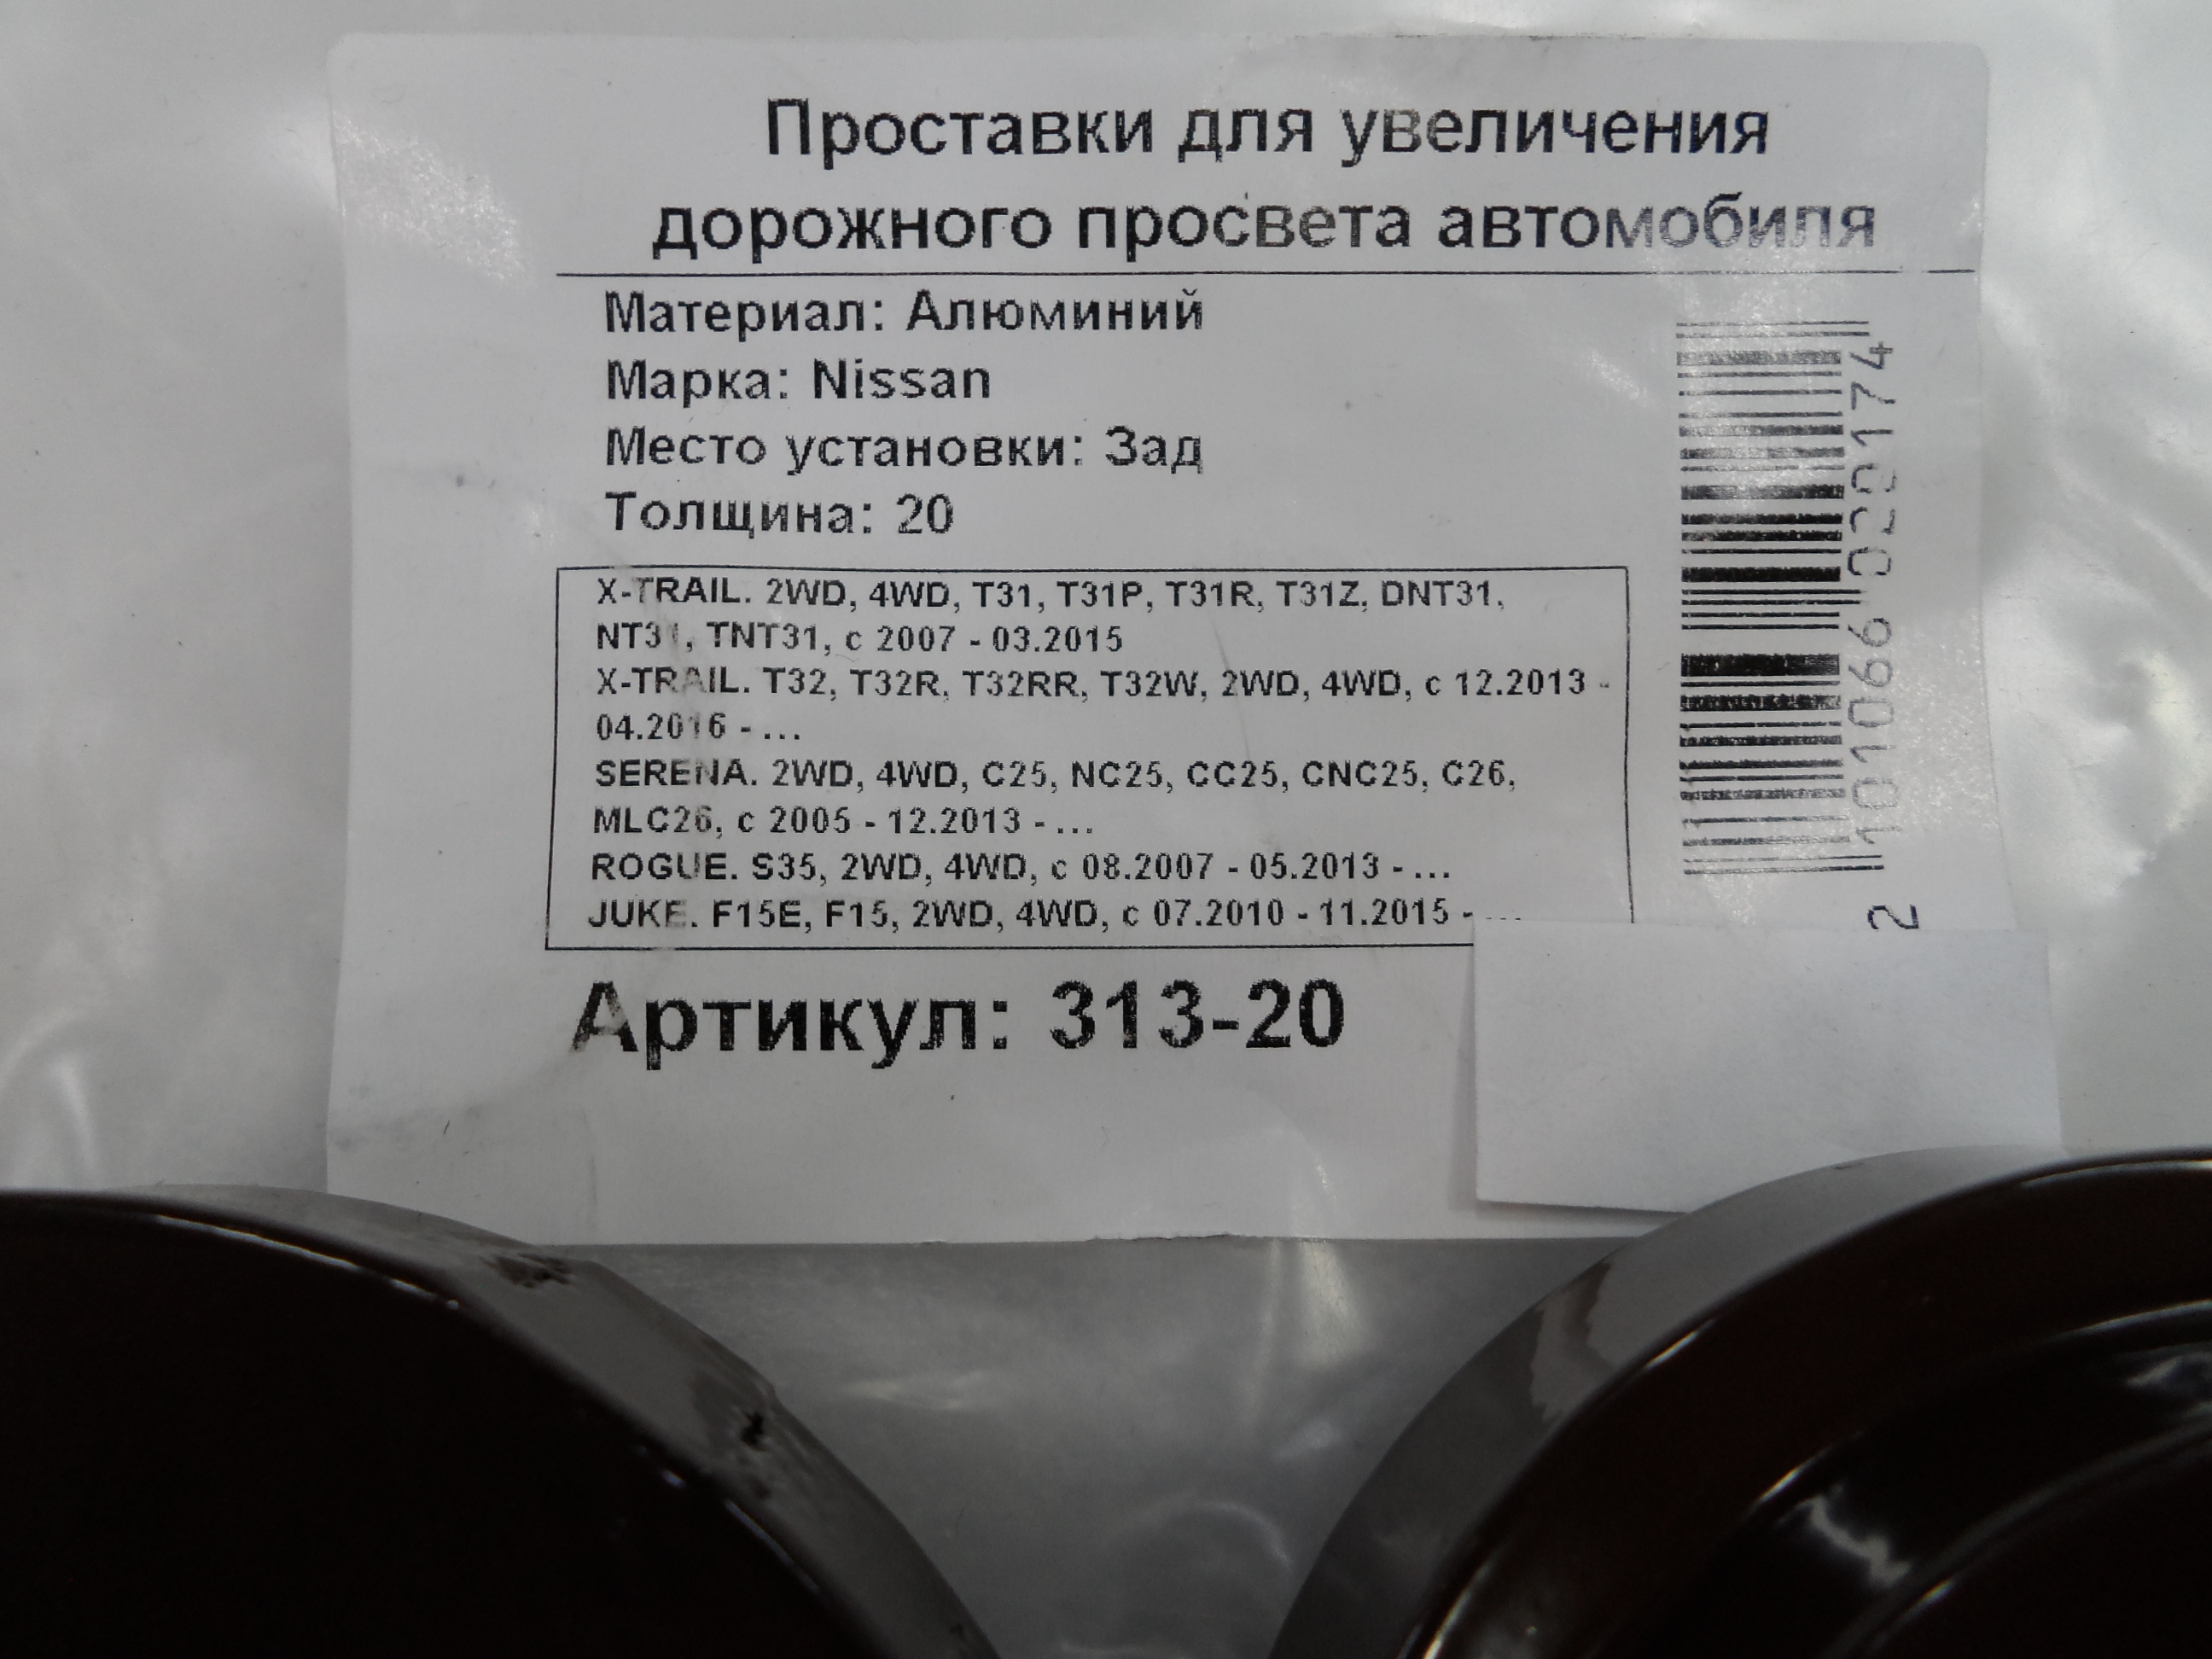 Проставки для увеличения
дорожного просвета автомобиля
Материал: Алюминий
Марка: Nissan
Место установки: Зад
Толщина: 20
X-TRAIL. 2WD, 4WD, T31, T31P, T31R, T31Z, DNT31,
NT31, TNT31, с 2007 - 03.2015
X-TRAIL. T32, T32R, T32RR, T32W, 2WD, 4WD, с 12.2013 -
04.2016 - ...
SERENA. 2WD, 4WD, C25, NC25, CC25, CNC25, C26,
MLC26, с 2005 - 12.2013 - ...
ROGUE. S35, 2WD, 4WD, с 08.2007 - 05.2013 - ...
JUKE. F15E, F15, 2WD, 4WD, с 07.2010 - 11.2015 - ...
Артикул: 313-20